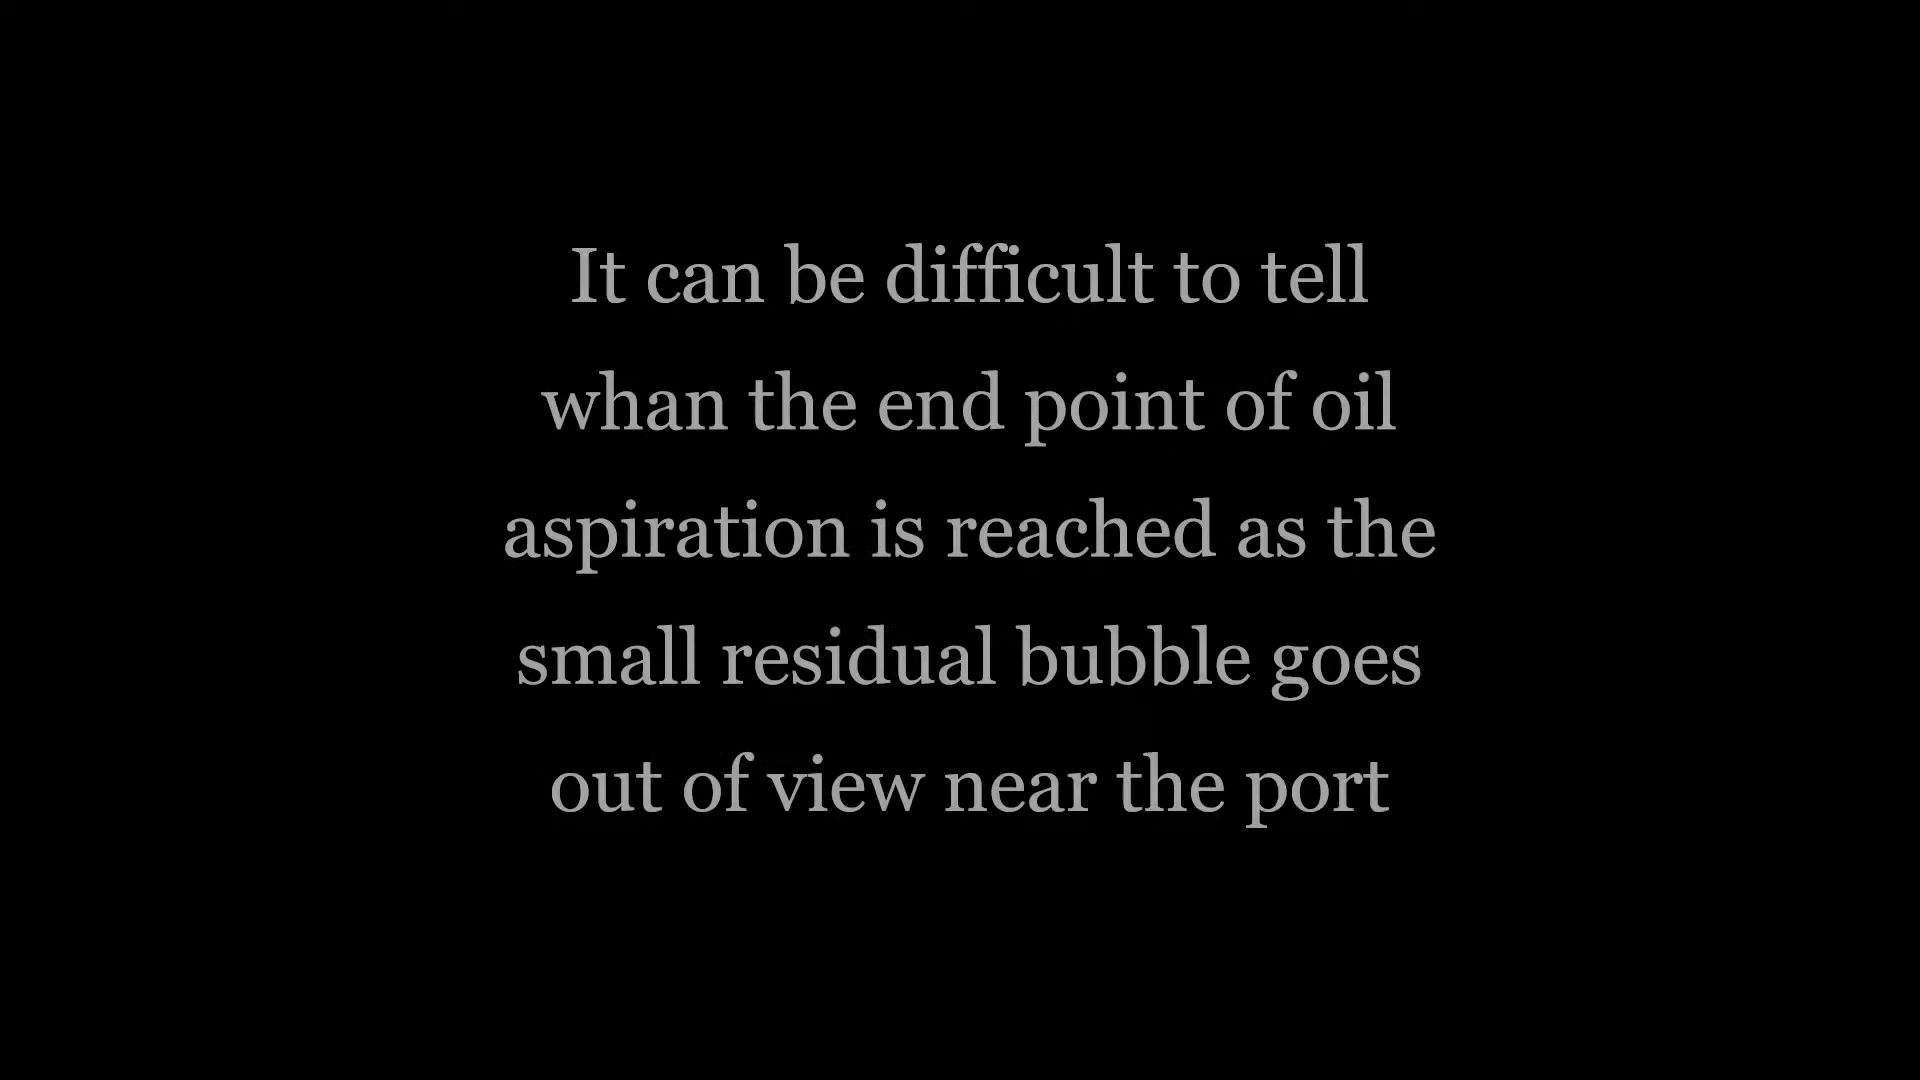 It can be difficult to tell
whan the end point of oil
aspiration is reached as the
small residual bubble goes
out of view near the port